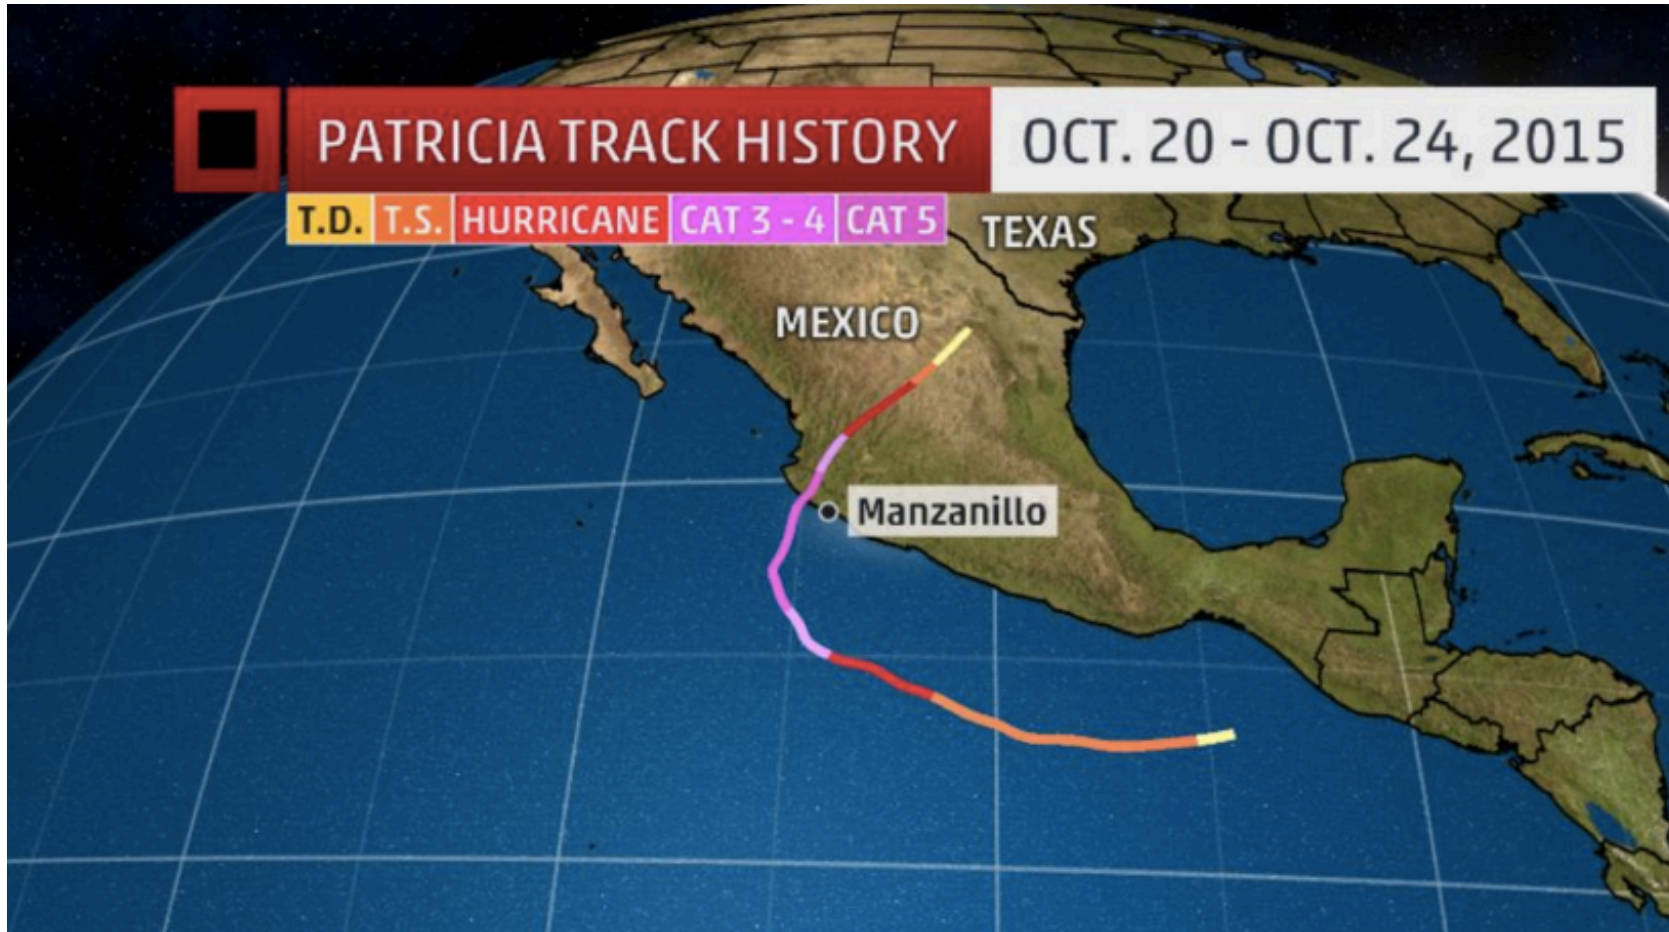 PATRICIA TRACK HISTORY OCT. 20 - OCT. 24, 2015
T.D. T.S. HURRICANE CAT 3 - 4 CAT 5
TEXAS
MEXICO
Manzanillo